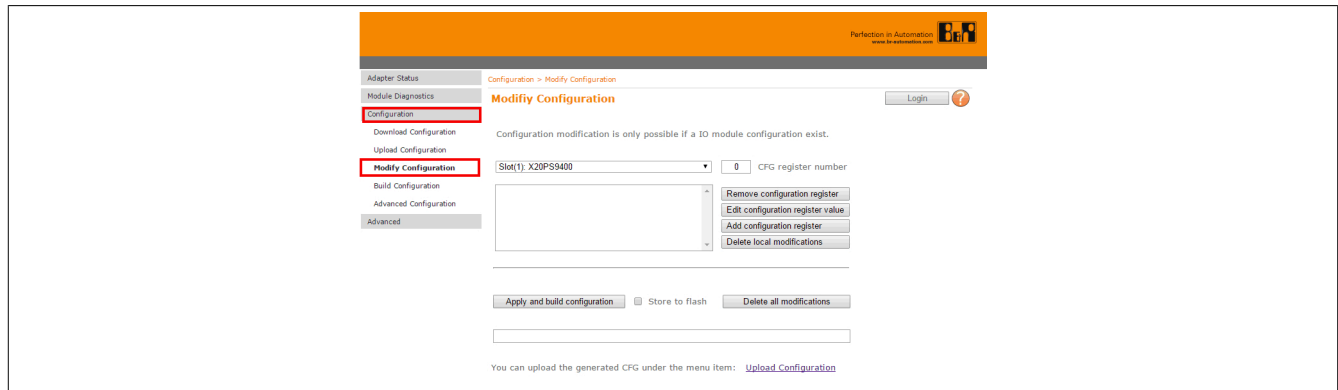 Perfection in Automation
www.br-automation.com
B&R
Adapter Status
Module Diagnostics
Configuration
Download Configuration
Upload Configuration
Modify Configuration
Build Configuration
Advanced Configuration
Advanced
Configuration > Modify Configuration
Modifiy Configuration
Login
?
Configuration modification is only possible if a IO module configuration exist.
Slot(1): X20PS9400
0 CFG register number
Remove configuration register
Edit configuration register value
Add configuration register
Delete local modifications
Apply and build configuration
Store to flash
Delete all modifications
You can upload the generated CFG under the menu item: Upload Configuration